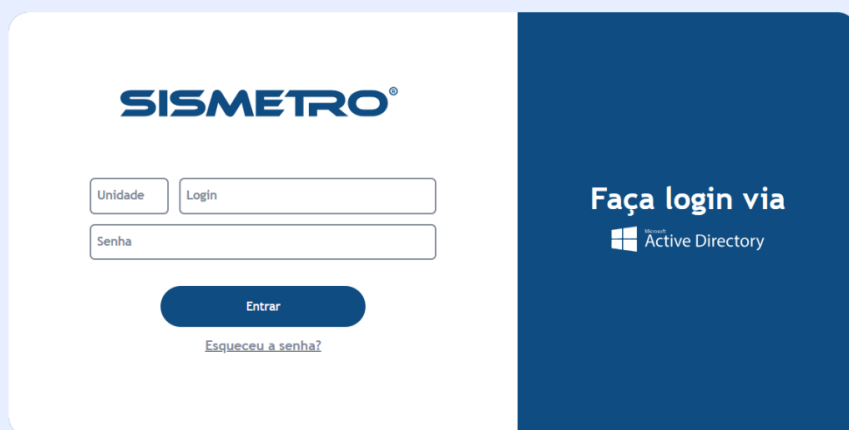 SISMETRO®
Unidade Login
Senha
Entrar
Esqueceu a senha?
Faça login via
Microsoft
Active Directory